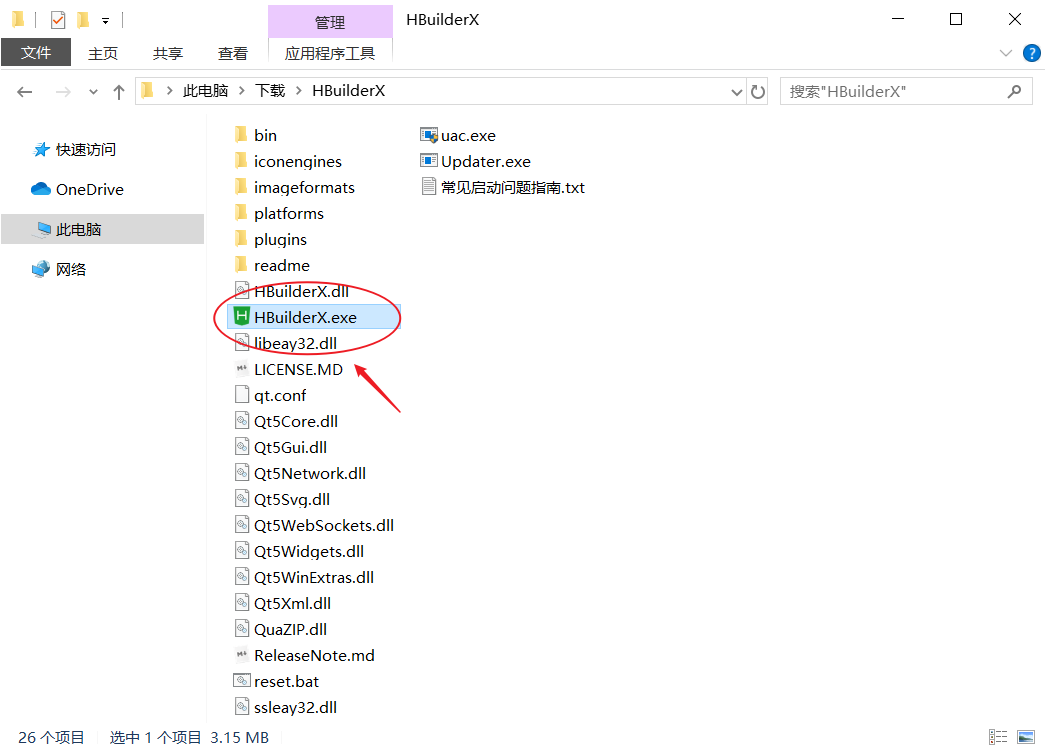 管理
HBuilderX
文件
主页
共享
查看
应用程序工具
此电脑 > 下载 > HBuilderX
搜索"HBuilderX"
快速访问
OneDrive
此电脑
网络
bin
iconengines
imageformats
platforms
plugins
readme
HBuilderX.dll
HBuilderX.exe
libeay32.dll
LICENSE.MD
qt.conf
Qt5Core.dll
Qt5Gui.dll
Qt5Network.dll
Qt5Svg.dll
Qt5WebSockets.dll
Qt5Widgets.dll
Qt5WinExtras.dll
Qt5Xml.dll
QuaZIP.dll
ReleaseNote.md
reset.bat
ssleay32.dll
uac.exe
Updater.exe
常见启动问题指南.txt
26 个项目
选中 1 个项目 3.15 MB